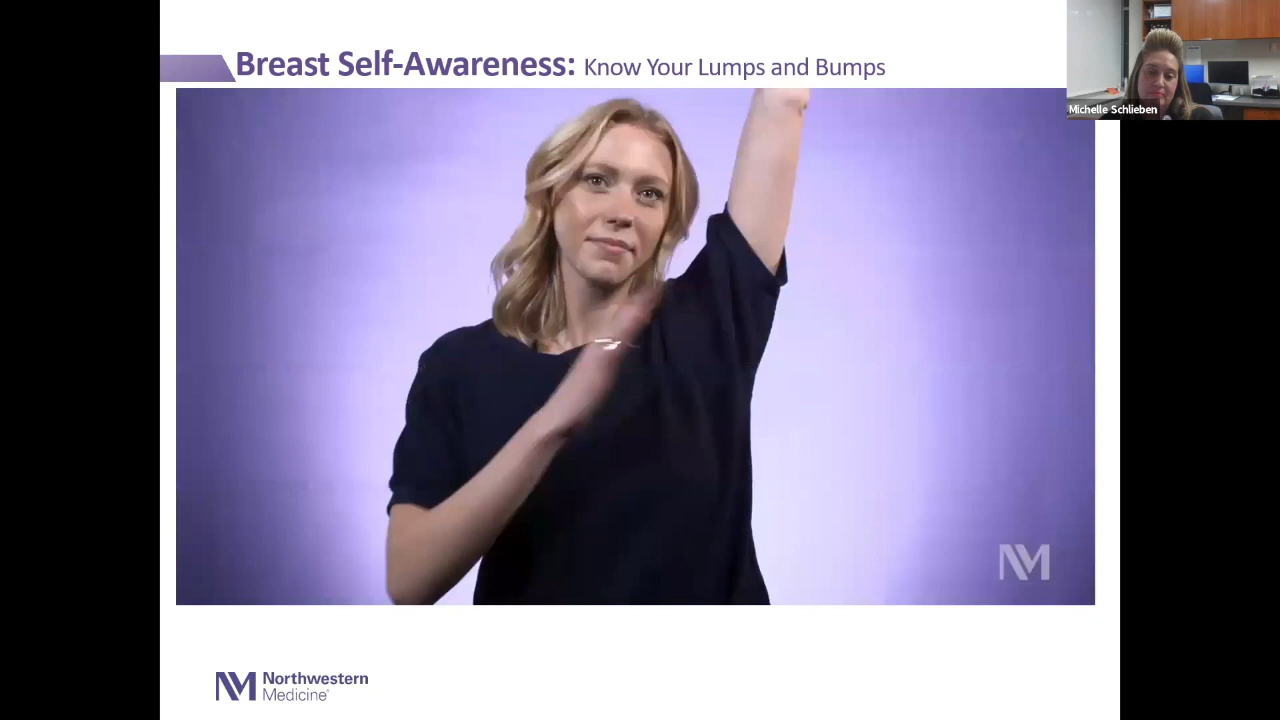 Breast Self-Awareness: Know Your Lumps and Bumps
Michelle Schlieben
NM
Northwestern
Medicine®